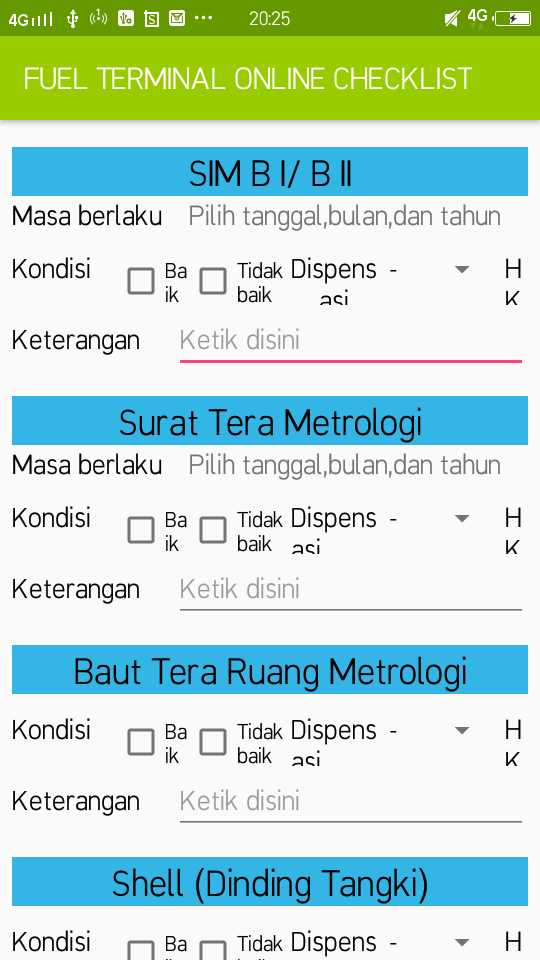 4G 20:25 4G
FUEL TERMINAL ONLINE CHECKLIST
SIM B I/ B II
Masa berlaku Pilih tanggal,bulan,dan tahun
Kondisi Ba Tidak Dispens - H
ik baik asi K
Keterangan Ketik disini
Surat Tera Metrologi
Masa berlaku Pilih tanggal,bulan,dan tahun
Kondisi Ba Tidak Dispens - H
ik baik asi K
Keterangan Ketik disini
Baut Tera Ruang Metrologi
Kondisi Ba Tidak Dispens - H
ik baik asi K
Keterangan Ketik disini
Shell (Dinding Tangki)
Kondisi Ba Tidak Dispens - H